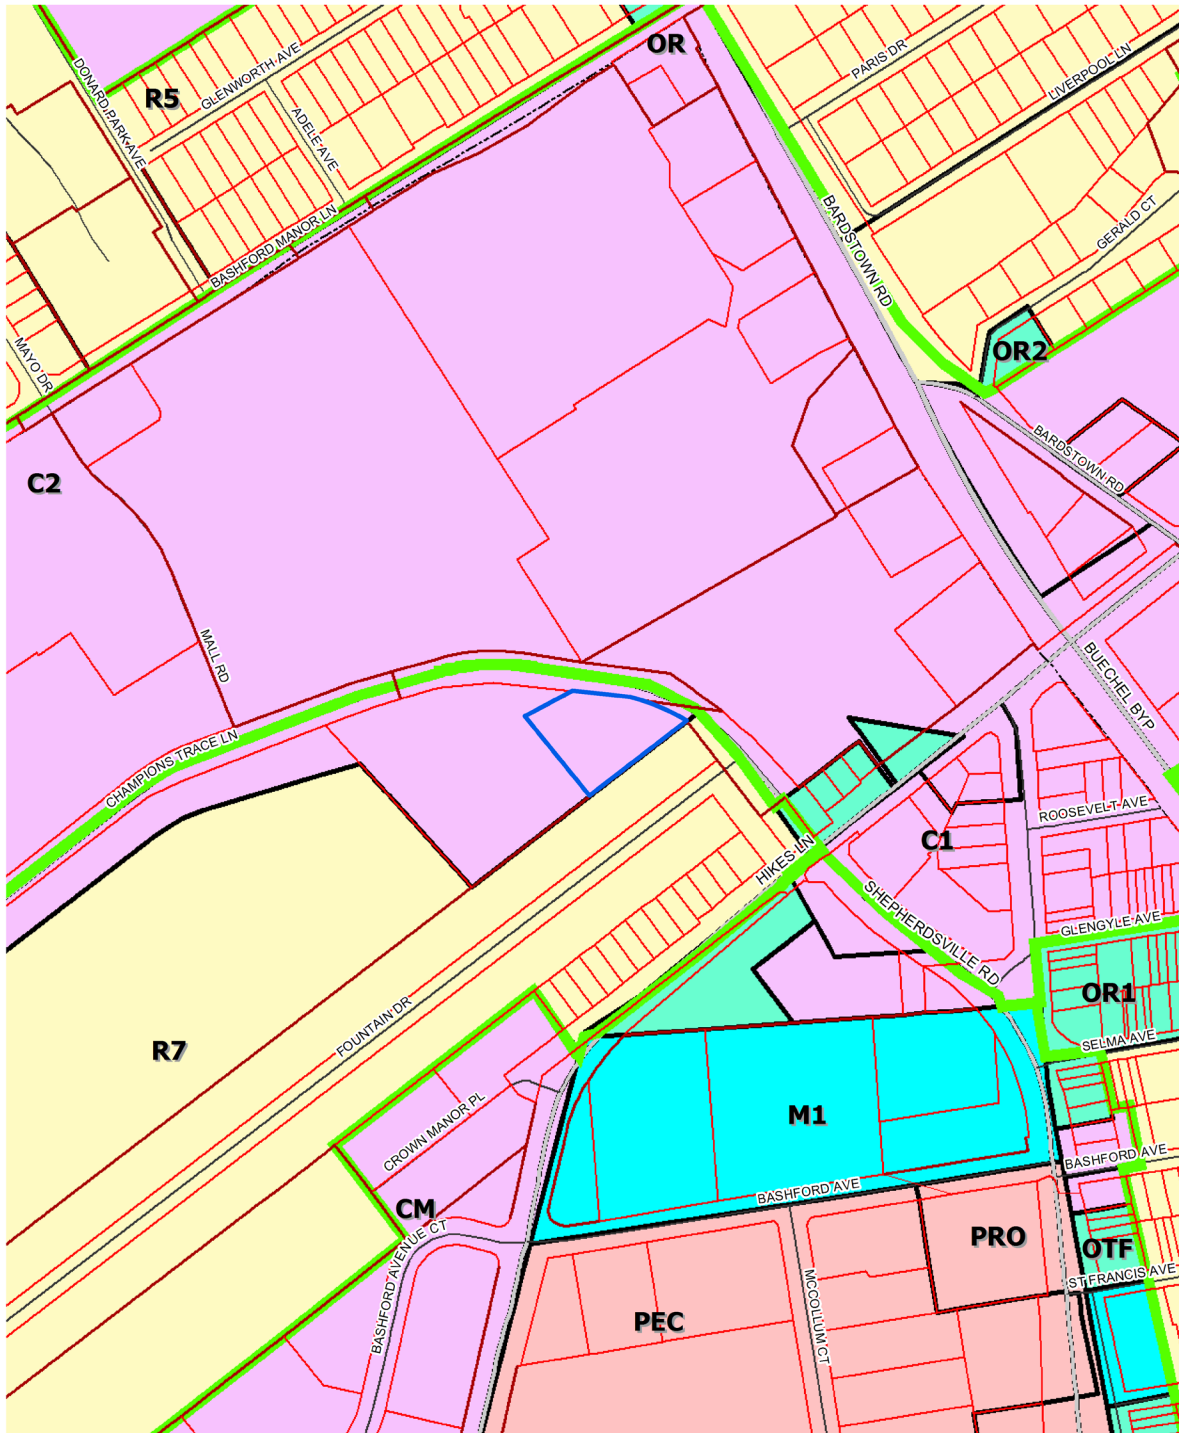 OR
PARIS DR
LIVERPOOL LN
GLENWORTH AVE
DONARD PARK AVE
R5
ADELE AVE
BASHFORD MANOR LN
BARDSTOWN RD
GERALD CT
OR2
MAYO DR
BARDSTOWN RD
C2
MALL RD
BUECHEL BYP
CHAMPIONS TRACE LN
ROOSEVELT AVE
C1
HIKES LN
SHEPHERDSVILLE RD
GLENGYLE AVE
OR1
FOUNTAIN DR
SELMA AVE
R7
M1
CROWN MANOR PL
BASHFORD AVE
BASHFORD AVE
CM
BASHFORD AVENUE CT
PRO
OTF
ST FRANCIS AVE
MCCOLLUM CT
PEC